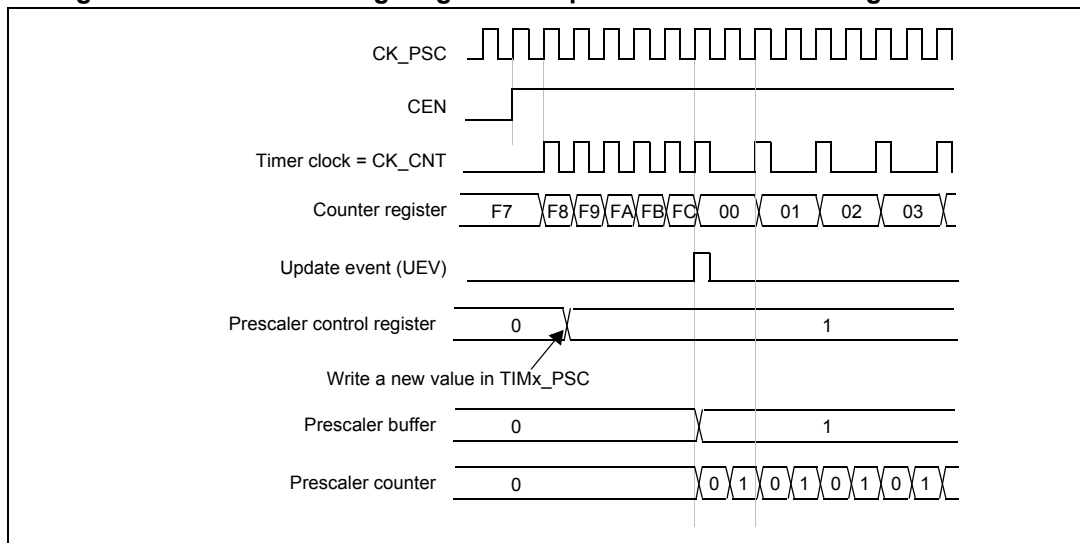 CK_PSC
CEN
Timer clock = CK_CNT
Counter register F7 F8 F9 FA FB FC 00 01 02 03
Update event (UEV)
Prescaler control register 0 1
Write a new value in TIMx_PSC
Prescaler buffer 0 1
Prescaler counter 0 0 1 0 1 0 1 0 1